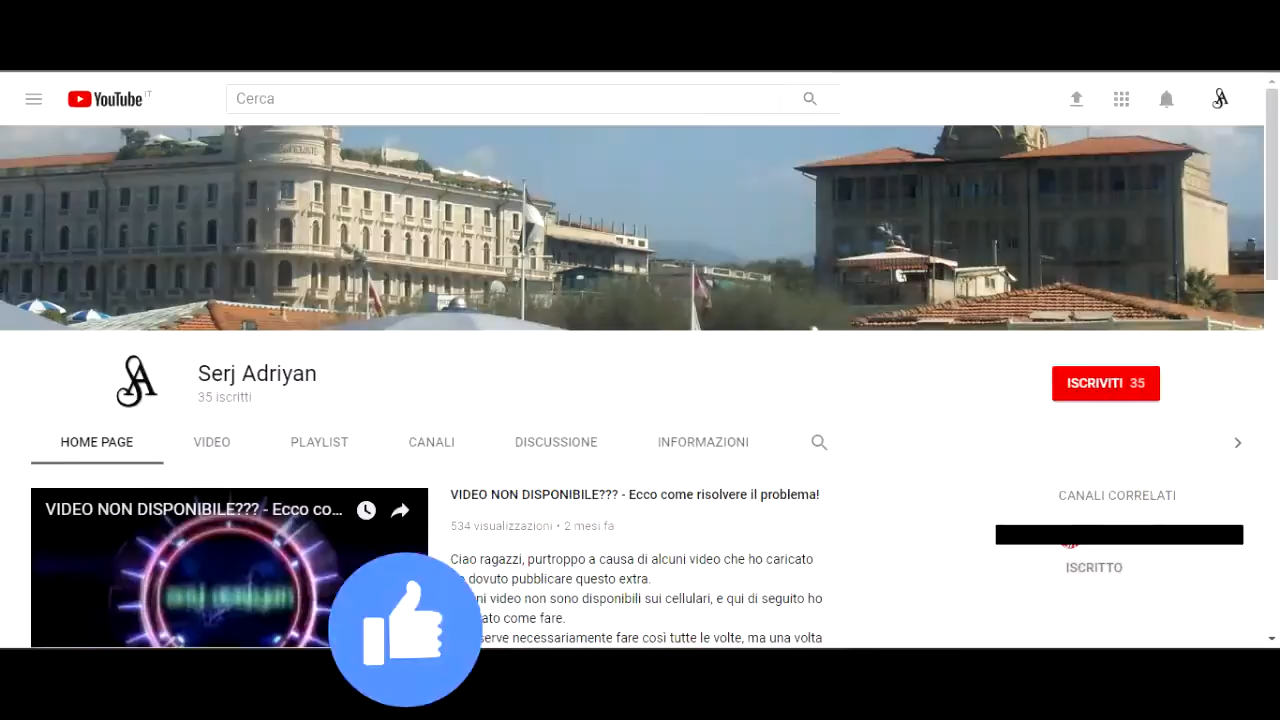 YouTube IT
Cerca
Serj Adriyan
35 iscritti
ISCRIVITI 35
HOME PAGE
VIDEO
PLAYLIST
CANALI
DISCUSSIONE
INFORMAZIONI
VIDEO NON DISPONIBILE??? - Ecco co...
VIDEO NON DISPONIBILE??? - Ecco come risolvere il problema!
534 visualizzazioni • 2 mesi fa
Ciao ragazzi, purtroppo a causa di alcuni video che ho caricato
dovuto pubblicare questo extra.
video non sono disponibili sui cellulari, e qui di seguito ho
come fare.
serve necessariamente fare così tutte le volte, ma una volta
CANALI CORRELATI
ISCRITTO